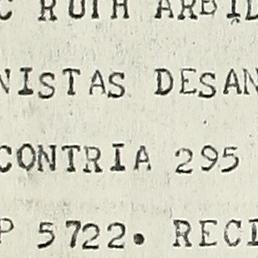 C RUTH ARBIL
NISTAS DESAN
CONTRIA 295
P 5722. RECI